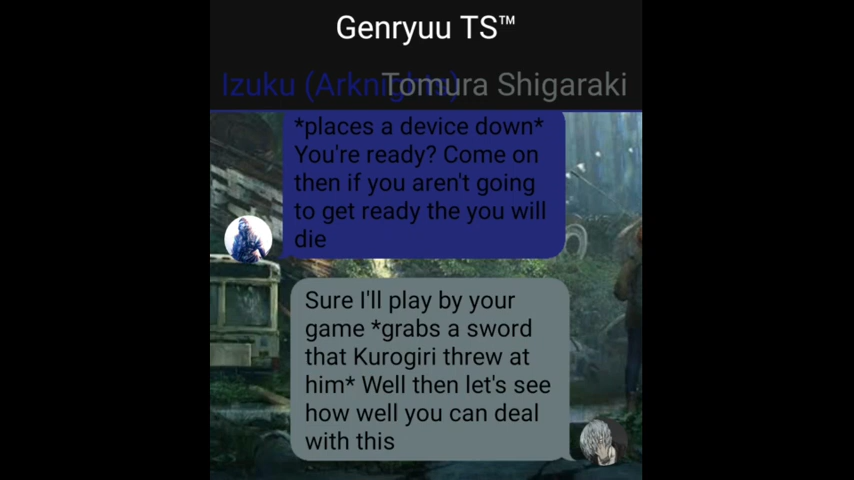 Genryuu TS™
Izuku (Arknights) Tomura Shigaraki
*places a device down*
You're ready? Come on
then if you aren't going
to get ready the you will
die
Sure I'll play by your
game *grabs a sword
that Kurogiri threw at
him* Well then let's see
how well you can deal
with this